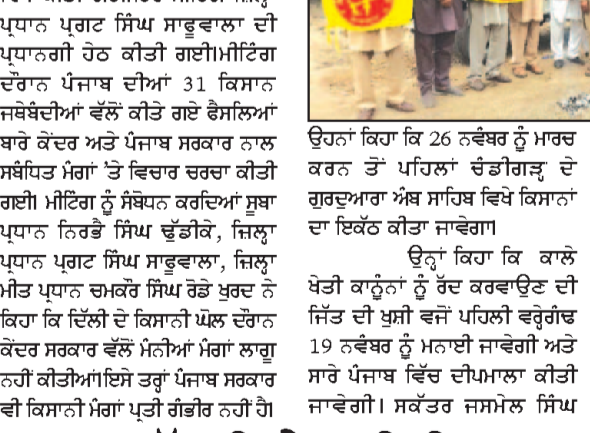 ਪ੍ਰਧਾਨ ਪ੍ਰਗਟ ਸਿੰਘ ਸਾਫੂਵਾਲਾ ਦੀ
ਪ੍ਰਧਾਨਗੀ ਹੇਠ ਕੀਤੀ ਗਈ।ਮੀਟਿੰਗ
ਦੌਰਾਨ ਪੰਜਾਬ ਦੀਆਂ 31 ਕਿਸਾਨ
ਜਥੇਬੰਦੀਆਂ ਵੱਲੋਂ ਕੀਤੇ ਗਏ ਫੈਸਲਿਆਂ
ਬਾਰੇ ਕੇਂਦਰ ਅਤੇ ਪੰਜਾਬ ਸਰਕਾਰ ਨਾਲ
ਸਬੰਧਿਤ ਮੰਗਾਂ 'ਤੇ ਵਿਚਾਰ ਚਰਚਾ ਕੀਤੀ
ਗਈ। ਮੀਟਿੰਗ ਨੂੰ ਸੰਬੋਧਨ ਕਰਦਿਆਂ ਸੂਬਾ
ਪ੍ਰਧਾਨ ਨਿਰਭੈ ਸਿੰਘ ਢੁੱਡੀਕੇ, ਜ਼ਿਲ੍ਹਾ
ਪ੍ਰਧਾਨ ਪ੍ਰਗਟ ਸਿੰਘ ਸਾਫੂਵਾਲਾ, ਜ਼ਿਲ੍ਹਾ
ਮੀਤ ਪ੍ਰਧਾਨ ਚਮਕੌਰ ਸਿੰਘ ਰੋਡੇ ਖੁਰਦ ਨੇ
ਕਿਹਾ ਕਿ ਦਿੱਲੀ ਦੇ ਕਿਸਾਨੀ ਘੋਲ ਦੌਰਾਨ
ਕੇਂਦਰ ਸਰਕਾਰ ਵੱਲੋਂ ਮੰਨੀਆਂ ਮੰਗਾਂ ਲਾਗੂ
ਨਹੀਂ ਕੀਤੀਆਂ।ਇਸੇ ਤਰ੍ਹਾਂ ਪੰਜਾਬ ਸਰਕਾਰ
ਵੀ ਕਿਸਾਨੀ ਮੰਗਾਂ ਪ੍ਰਤੀ ਗੰਭੀਰ ਨਹੀਂ ਹੈ।
ਉਹਨਾਂ ਕਿਹਾ ਕਿ 26 ਨਵੰਬਰ ਨੂੰ ਮਾਰਚ
ਕਰਨ ਤੋਂ ਪਹਿਲਾਂ ਚੰਡੀਗੜ੍ਹ ਦੇ
ਗੁਰਦੁਆਰਾ ਅੰਬ ਸਾਹਿਬ ਵਿਖੇ ਕਿਸਾਨਾਂ
ਦਾ ਇਕੱਠ ਕੀਤਾ ਜਾਵੇਗਾ।
ਉਨ੍ਹਾਂ ਕਿਹਾ ਕਿ ਕਾਲੇ
ਖੇਤੀ ਕਾਨੂੰਨਾਂ ਨੂੰ ਰੱਦ ਕਰਵਾਉਣ ਦੀ
ਜਿੱਤ ਦੀ ਖੁਸ਼ੀ ਵਜੋਂ ਪਹਿਲੀ ਵਰ੍ਹੇਗੰਢ
19 ਨਵੰਬਰ ਨੂੰ ਮਨਾਈ ਜਾਵੇਗੀ ਅਤੇ
ਸਾਰੇ ਪੰਜਾਬ ਵਿੱਚ ਦੀਪਮਾਲਾ ਕੀਤੀ
ਜਾਵੇਗੀ। ਸਕੱਤਰ ਜਸਮੇਲ ਸਿੰਘ